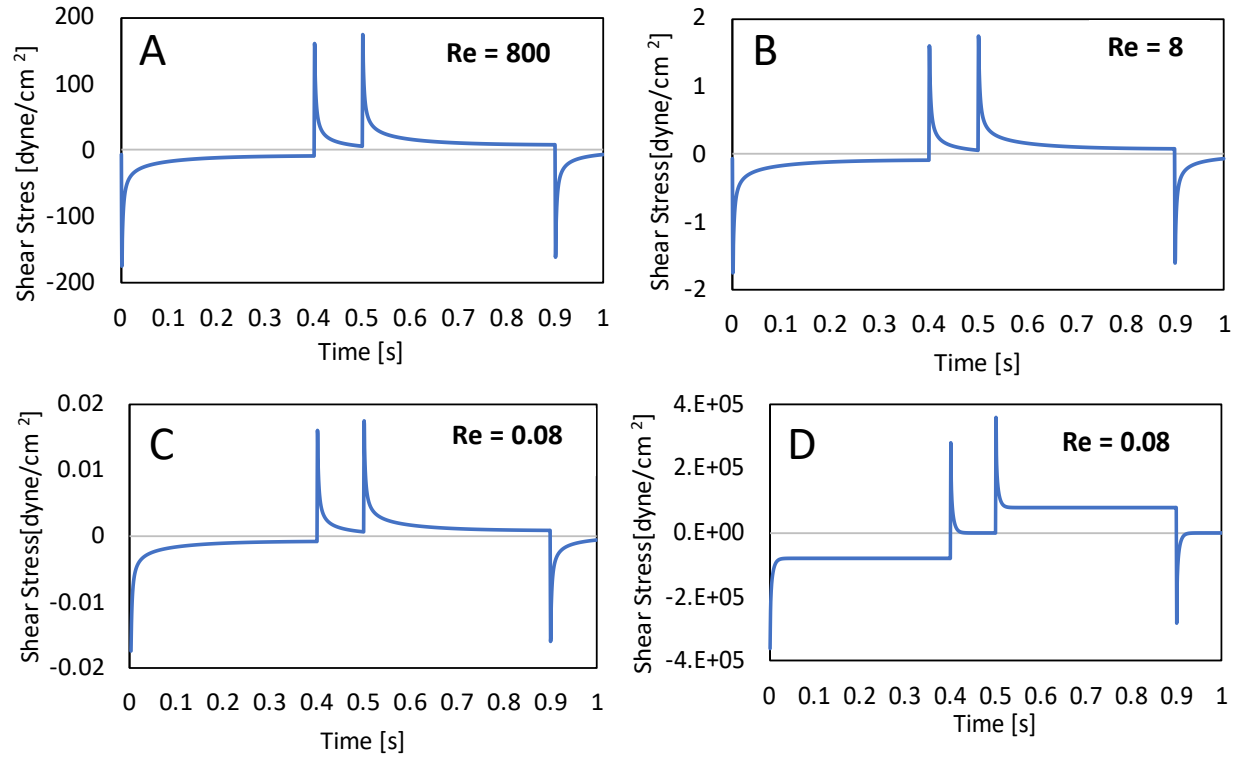 A
Re = 800
Shear Stres [dyne/cm ²]
200
100
0
-100
-200
0 0.1 0.2 0.3 0.4 0.5 0.6 0.7 0.8 0.9 1
Time [s]
B
Re = 8
Shear Stress[dyne/cm ²]
2
1
0
-1
-2
0 0.1 0.2 0.3 0.4 0.5 0.6 0.7 0.8 0.9 1
Time [s]
C
Re = 0.08
Shear Stress[dyne/cm ²]
0.02
0.01
0
-0.01
-0.02
0 0.1 0.2 0.3 0.4 0.5 0.6 0.7 0.8 0.9 1
Time [s]
D
Re = 0.08
Shear Stress[dyne/cm ²]
4.E+05
2.E+05
0.E+00
-2.E+05
-4.E+05
0 0.1 0.2 0.3 0.4 0.5 0.6 0.7 0.8 0.9 1
Time [s]